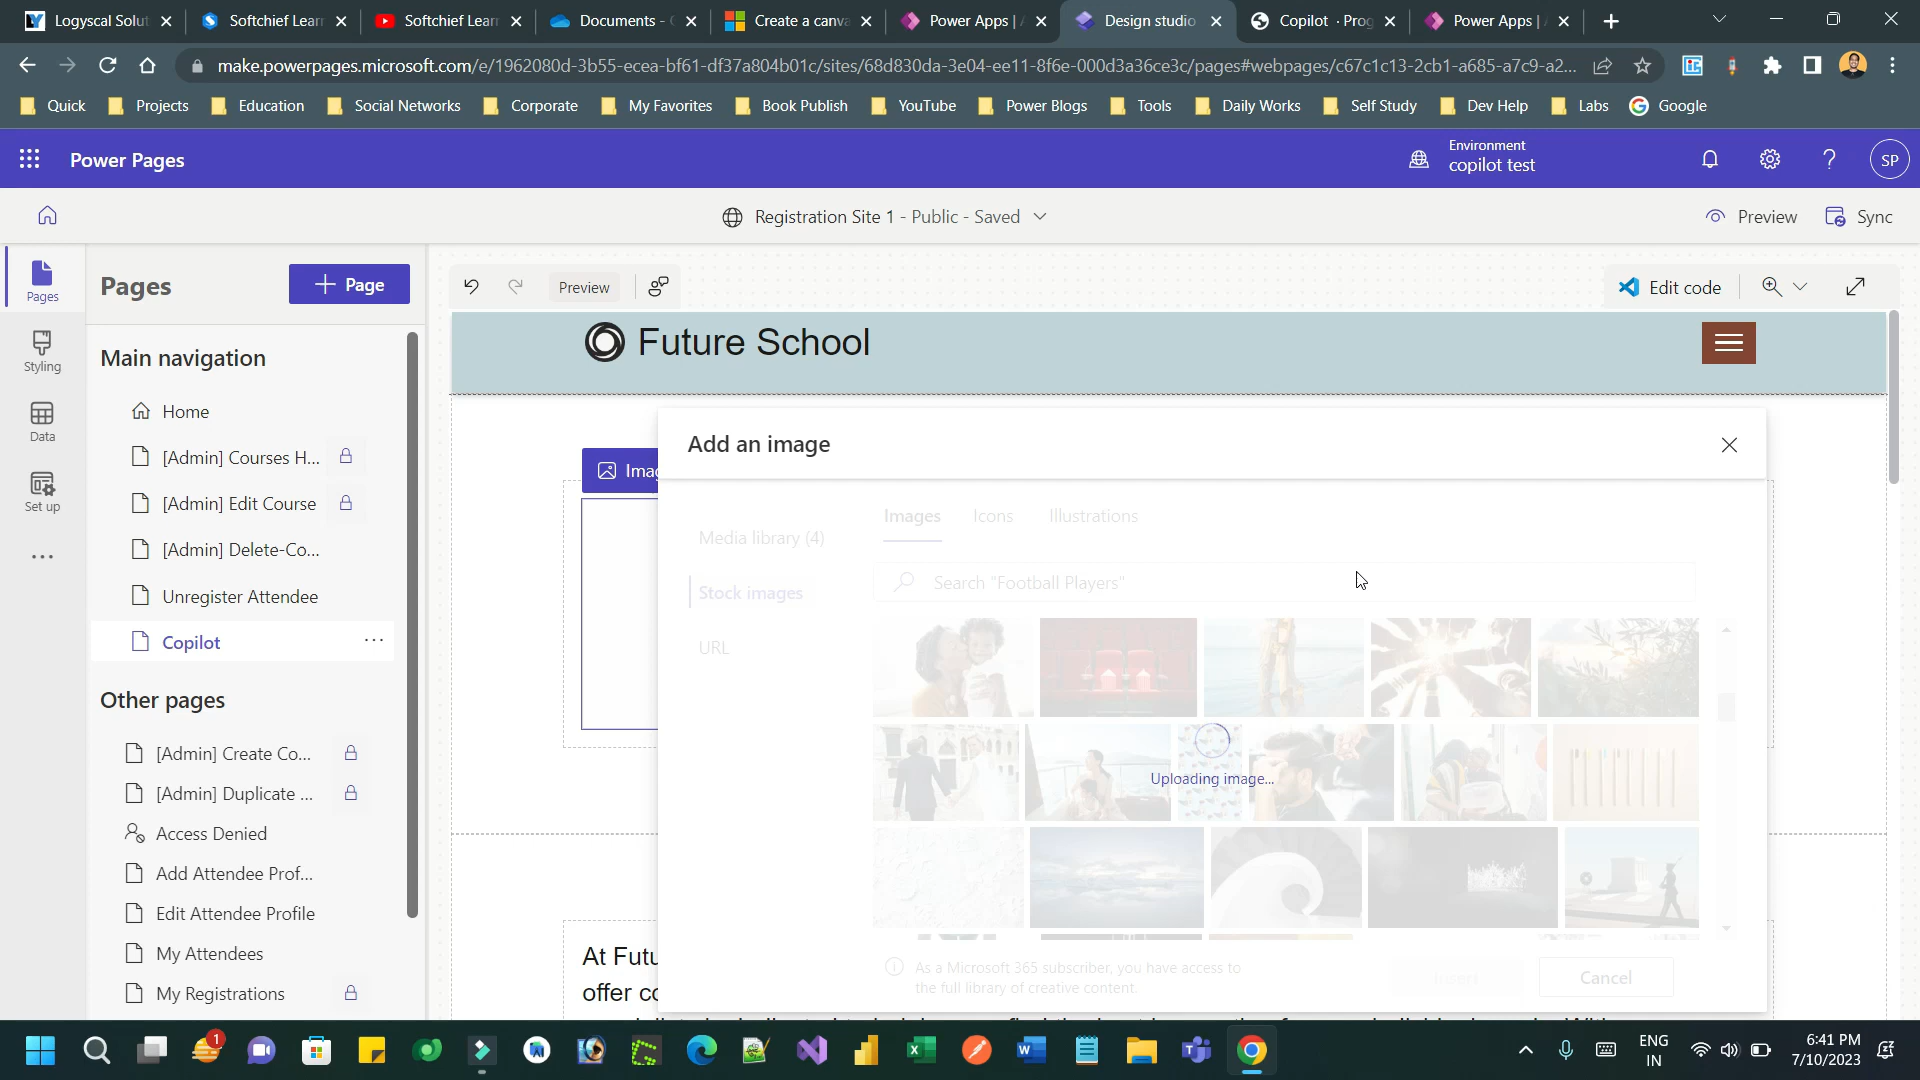 Logyscal Solut
Softchief Lear
Softchief Lear
Documents -
Create a canva
Power Apps |
Design studio
Copilot · Prog
Power Apps |
make.powerpages.microsoft.com/e/1962080d-3b55-ecea-bf61-df37a804b01c/sites/68d830da-3e04-ee11-8f6e-000d3a36ce3c/pages#webpages/c67c1c13-2cb1-a685-a7c9-a2...
Quick
Projects
Education
Social Networks
Corporate
My Favorites
Book Publish
YouTube
Power Blogs
Tools
Daily Works
Self Study
Dev Help
Labs
Google
Power Pages
Environment
copilot test
SP
Registration Site 1 - Public - Saved
Preview
Sync
Pages
Styling
Data
Set up
Pages
+ Page
Main navigation
Home
[Admin] Courses H...
[Admin] Edit Course
[Admin] Delete-Co...
Unregister Attendee
Copilot
Other pages
[Admin] Create Co...
[Admin] Duplicate ...
Access Denied
Add Attendee Prof...
Edit Attendee Profile
My Attendees
My Registrations
Preview
Edit code
Future School
Imag
Add an image
Media library (4)
Stock images
URL
Images
Icons
Illustrations
Search "Football Players"
Uploading image...
As a Microsoft 365 subscriber, you have access to
the full library of creative content.
Insert
Cancel
At Futu
offer co
1
ENG
IN
6:41 PM
7/10/2023